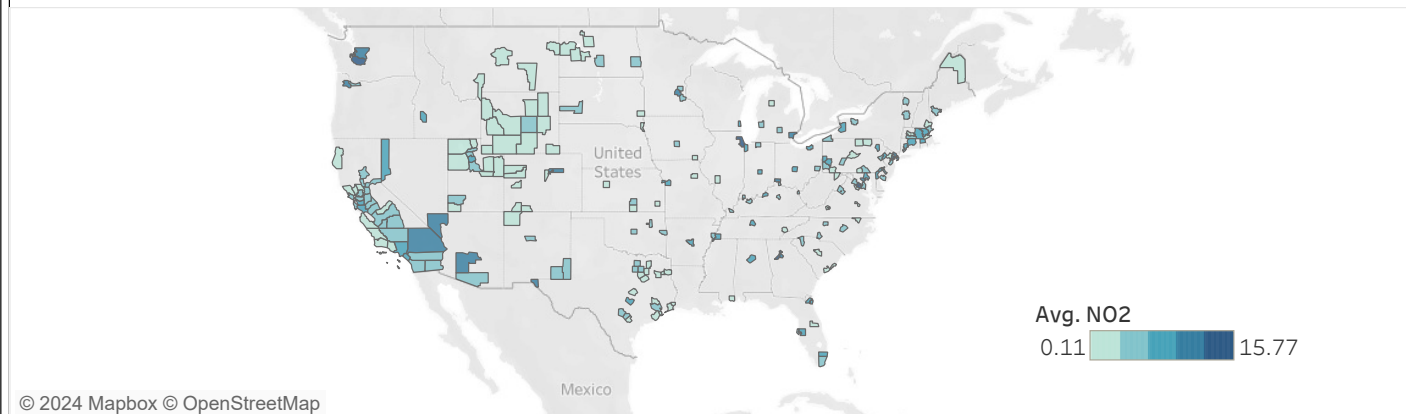 United
States
Avg. NO2
0.11
15.77
Mexico
© 2024 Mapbox © OpenStreetMap